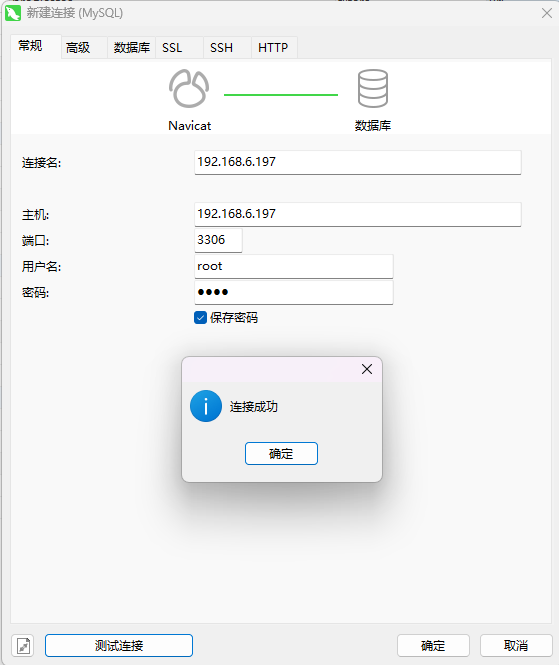 新建连接 (MySQL)
常规 高级 数据库 SSL SSH HTTP
Navicat 数据库
连接名: 192.168.6.197
主机: 192.168.6.197
端口: 3306
用户名: root
密码: ●●●●
保存密码
连接成功
确定
测试连接 确定 取消